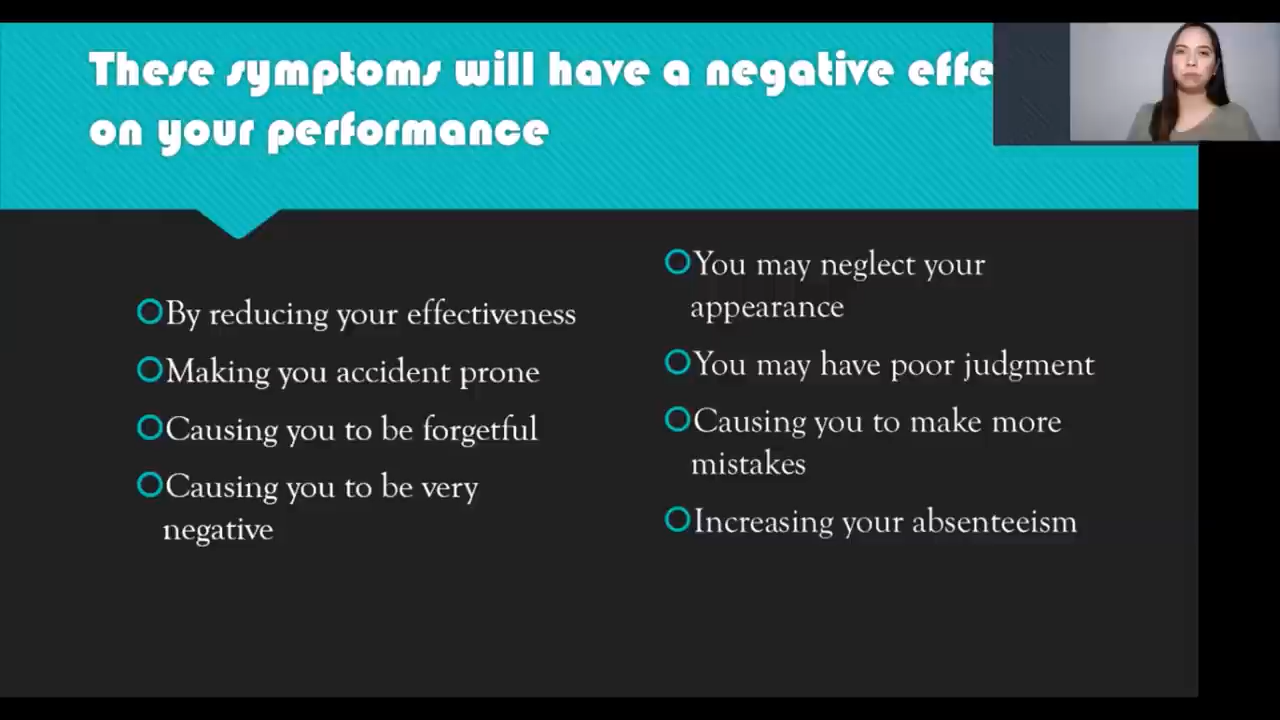 These symptoms will have a negative effe
on your performance
By reducing your effectiveness
Making you accident prone
Causing you to be forgetful
Causing you to be very
negative
You may neglect your
appearance
You may have poor judgment
Causing you to make more
mistakes
Increasing your absenteeism